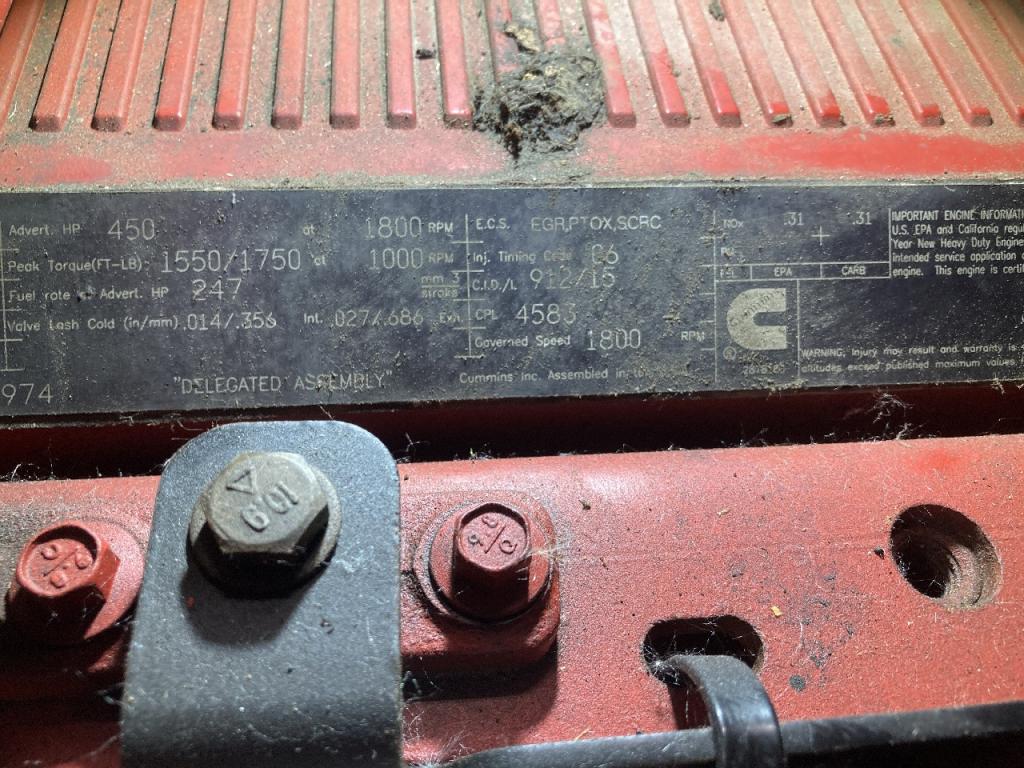 Advert. HP 450 at 1800 RPM
Peak Torque(FT-LB) 1550/1750 at 1000 RPM
Fuel rate at Advert. HP 247 mm 3 stroke
Valve Lash Cold (in/mm) .014/.356 Int. .027/.686 Exh.
974 "DELEGATED ASSEMBLY"
E.C.S. EGR,PTOX,SCRC
Inj. Timing Code C6
C.I.D./L 912/15
CPL 4583
Governed Speed 1800 RPM
Cummins Inc. Assembled in
NOx .31 .31
EPA CARB
IMPORTANT ENGINE INFORMATI
U.S. EPA and California regu
Year New Heavy Duty Engine
intended service application
engine. This is engine is certi
WARNING, Injury may result and warranty is
altitudes exceed published maximum values
10.9